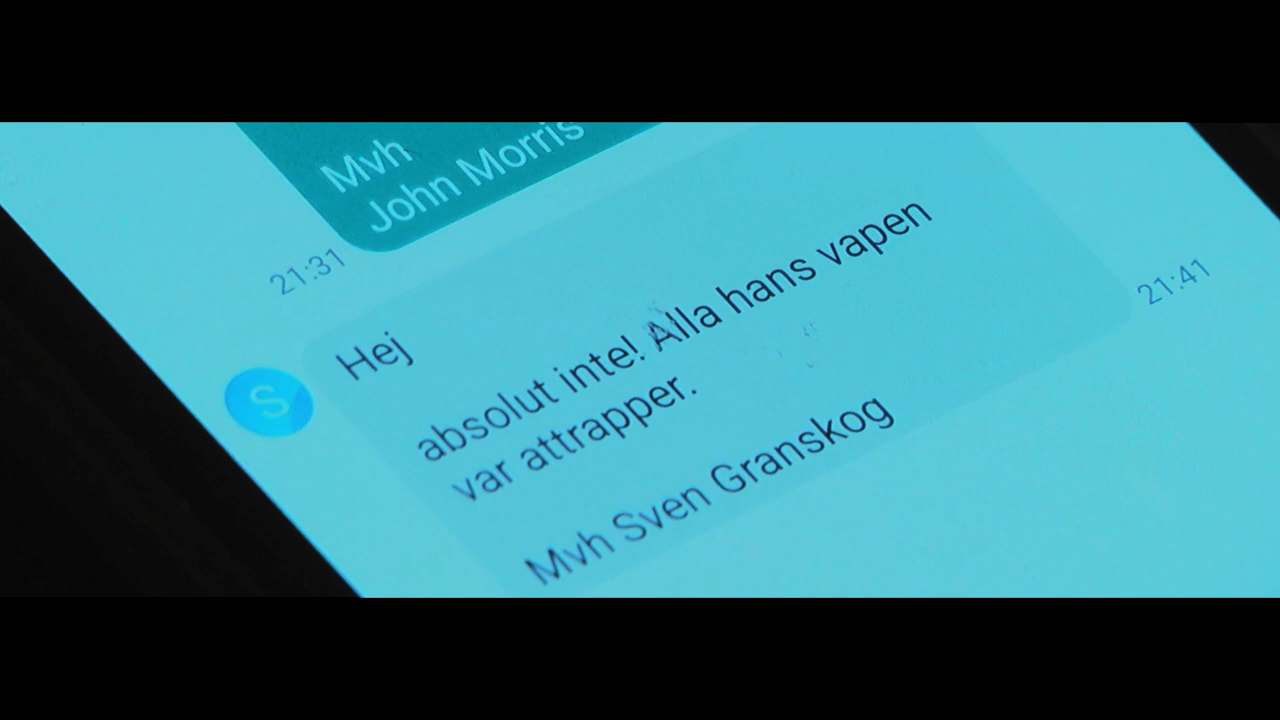 Mvh
John Morris
21:31
S
Hej
absolut inte! Alla hans vapen
var attrapper.
Mvh Sven Granskog
21:41